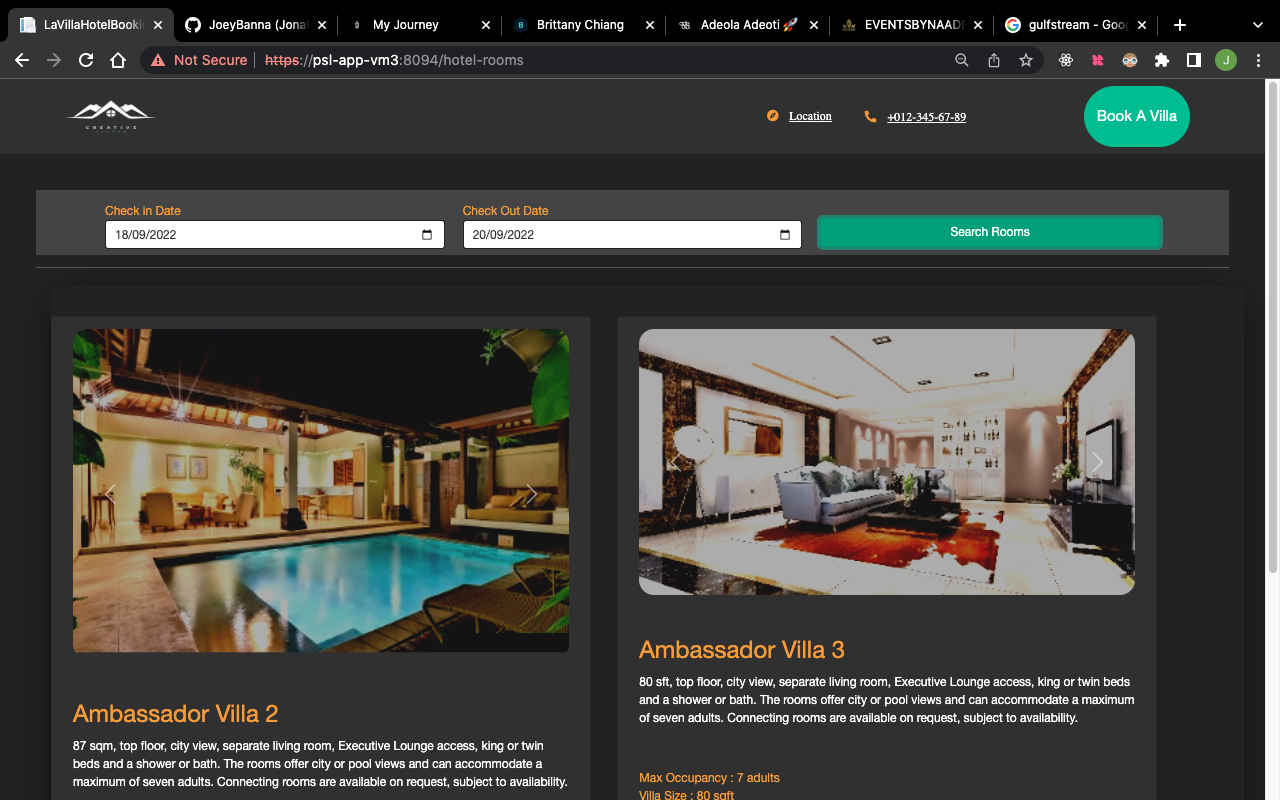 LaVillaHotelBooki
JoeyBanna (Jona
My Journey
Brittany Chiang
Adeola Adeoti 🚀
EVENTSBYNAADE
gulfstream - Goo
Not Secure
https://psl-app-vm3:8094/hotel-rooms
J
CREATIVE
Location
+012-345-67-89
Book A Villa
Check in Date
Check Out Date
18/09/2022
20/09/2022
Search Rooms
Ambassador Villa 2
87 sqm, top floor, city view, separate living room, Executive Lounge access, king or twin
beds and a shower or bath. The rooms offer city or pool views and can accommodate a
maximum of seven adults. Connecting rooms are available on request, subject to availability.
Ambassador Villa 3
80 sft, top floor, city view, separate living room, Executive Lounge access, king or twin beds
and a shower or bath. The rooms offer city or pool views and can accommodate a maximum
of seven adults. Connecting rooms are available on request, subject to availability.
Max Occupancy : 7 adults
Villa Size : 80 sqft